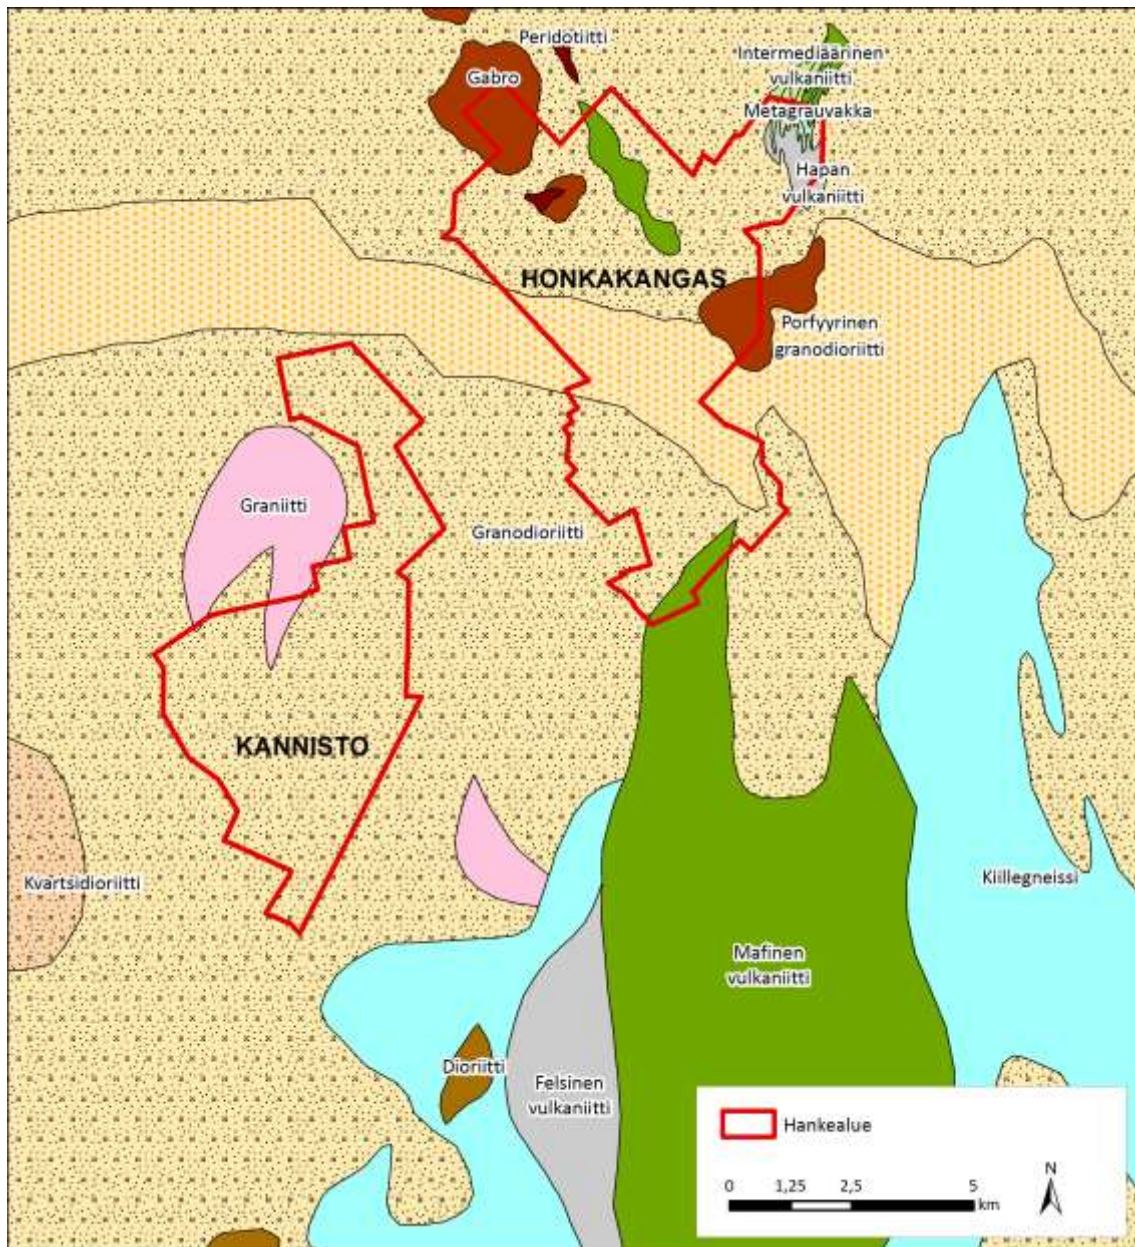 Peridotiitti
Gabro
Intermediäärinen
vulkaniitti
Metagrauvakka
Hapan
vulkaniitti
HONKAKANGAS
Porfyyrinen
granodioriitti
Graniitti
Granodioriitti
KANNISTO
Kvartsidioriitti
Kiillegneissi
Mafinen
vulkaniitti
Dioriitti
Felsinen
vulkaniitti
Hankealue
N
0 1,25 2,5 5
km